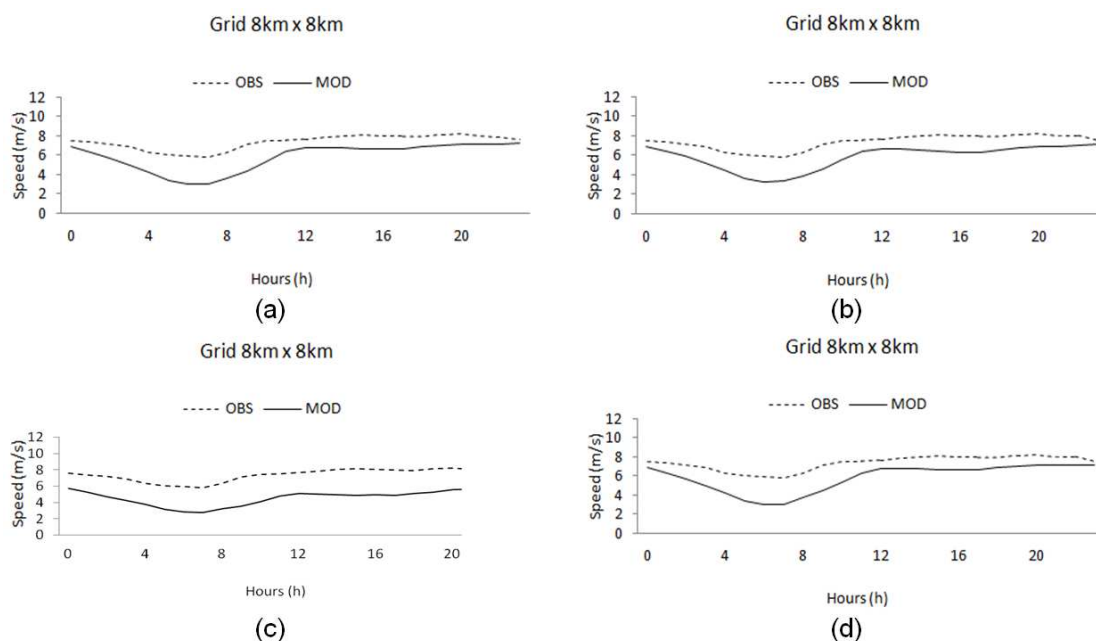 Grid 8km x 8km
OBS MOD
Speed (m/s)
12
10
8
6
4
2
0
0 4 8 12 16 20
Hours (h)
(a)
Grid 8km x 8km
OBS MOD
Speed (m/s)
12
10
8
6
4
2
0
0 4 8 12 16 20
Hours (h)
(b)
Grid 8km x 8km
OBS MOD
Speed (m/s)
12
10
8
6
4
2
0
0 4 8 12 16 20
Hours (h)
(c)
Grid 8km x 8km
OBS MOD
Speed (m/s)
12
10
8
6
4
2
0
0 4 8 12 16 20
Hours (h)
(d)